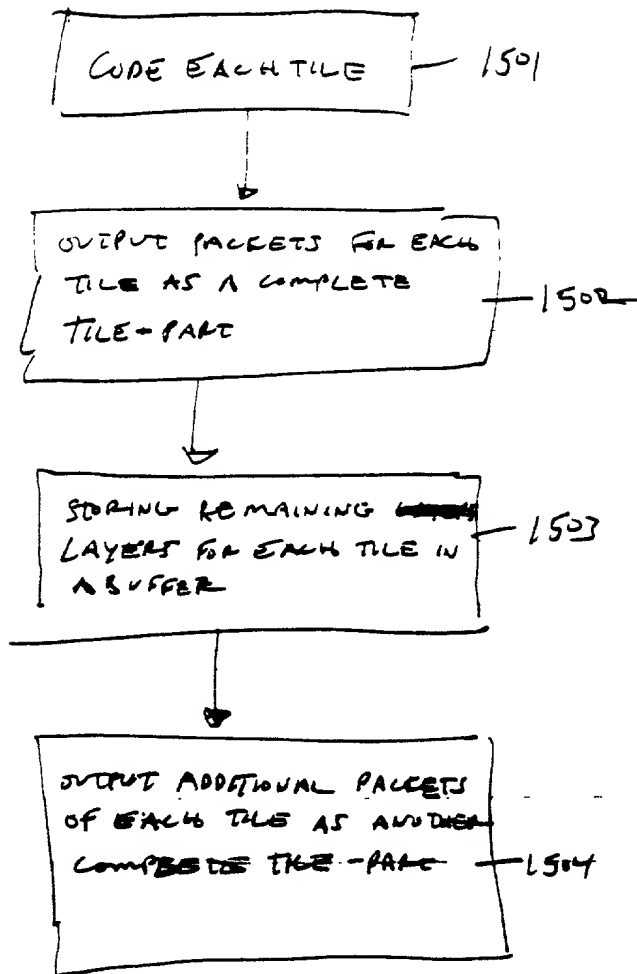 CODE EACH TILE
1501
OUTPUT PACKETS FOR EACH
TILE AS A COMPLETE
TILE-PART
1502
STORING REMAINING
LAYERS FOR EACH TILE IN
A BUFFER
1503
OUTPUT ADDITIONAL PACKETS
OF EACH TILE AS ANOTHER
COMPLETE TILE-PART
1504